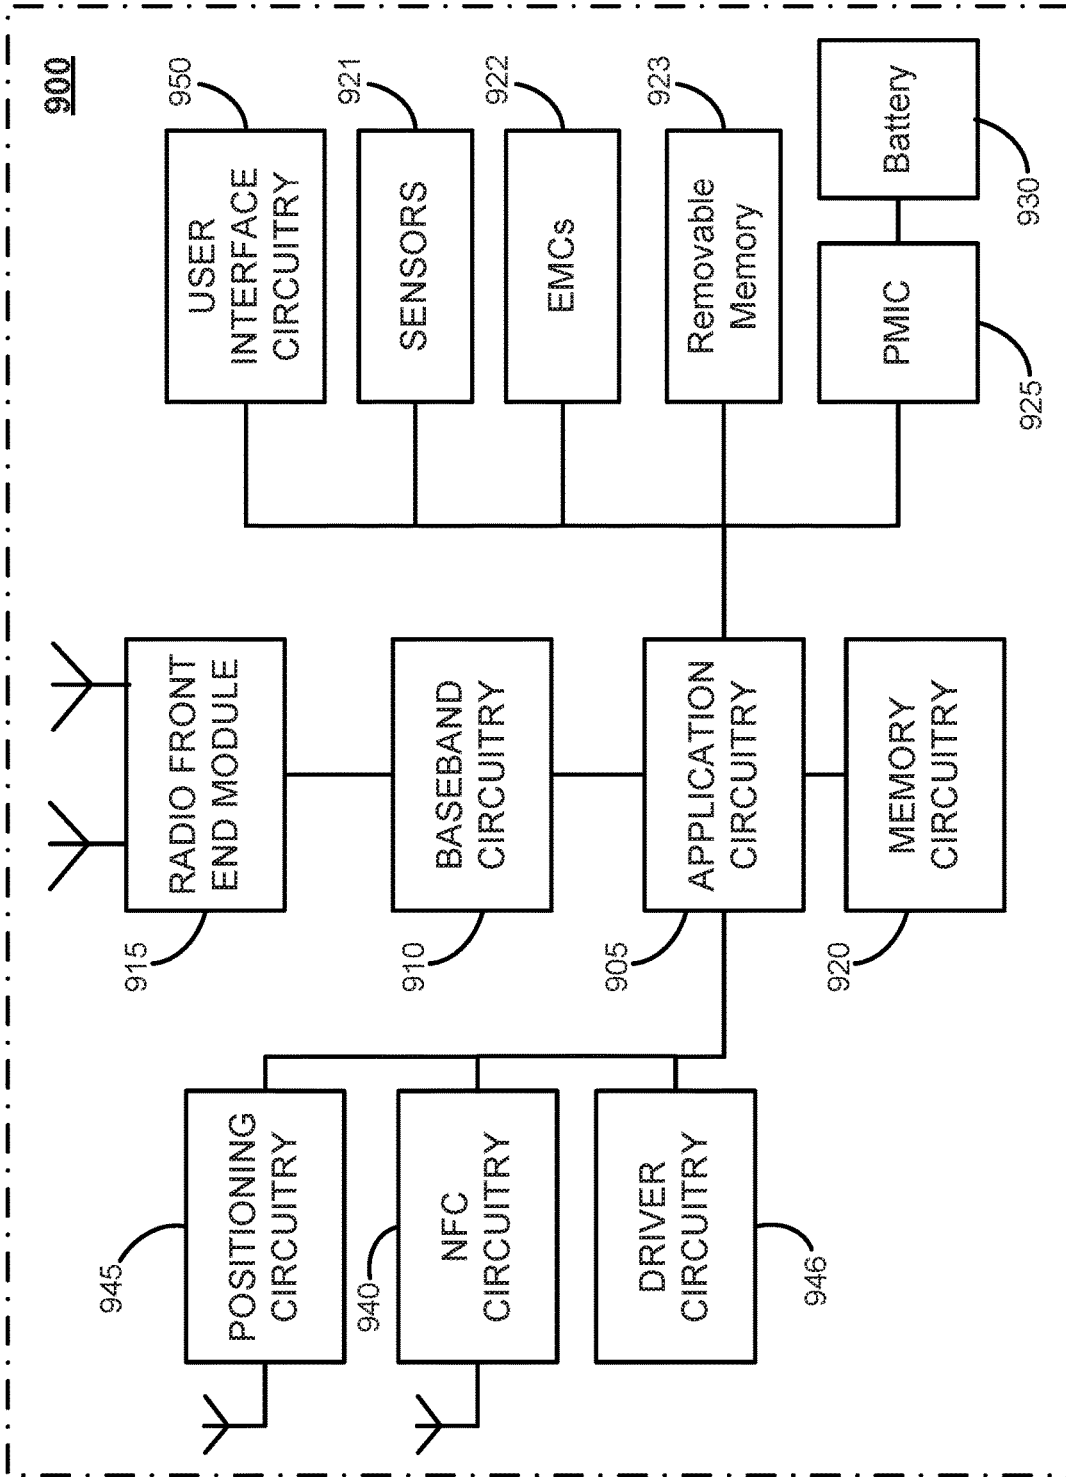 900
945
POSITIONING
CIRCUITRY
940
NFC
CIRCUITRY
DRIVER
CIRCUITRY
946
915
RADIO FRONT
END MODULE
910
BASEBAND
CIRCUITRY
905
APPLICATION
CIRCUITRY
920
MEMORY
CIRCUITRY
950
USER
INTERFACE
CIRCUITRY
921
SENSORS
922
EMCs
923
Removable
Memory
PMIC
925
Battery
930